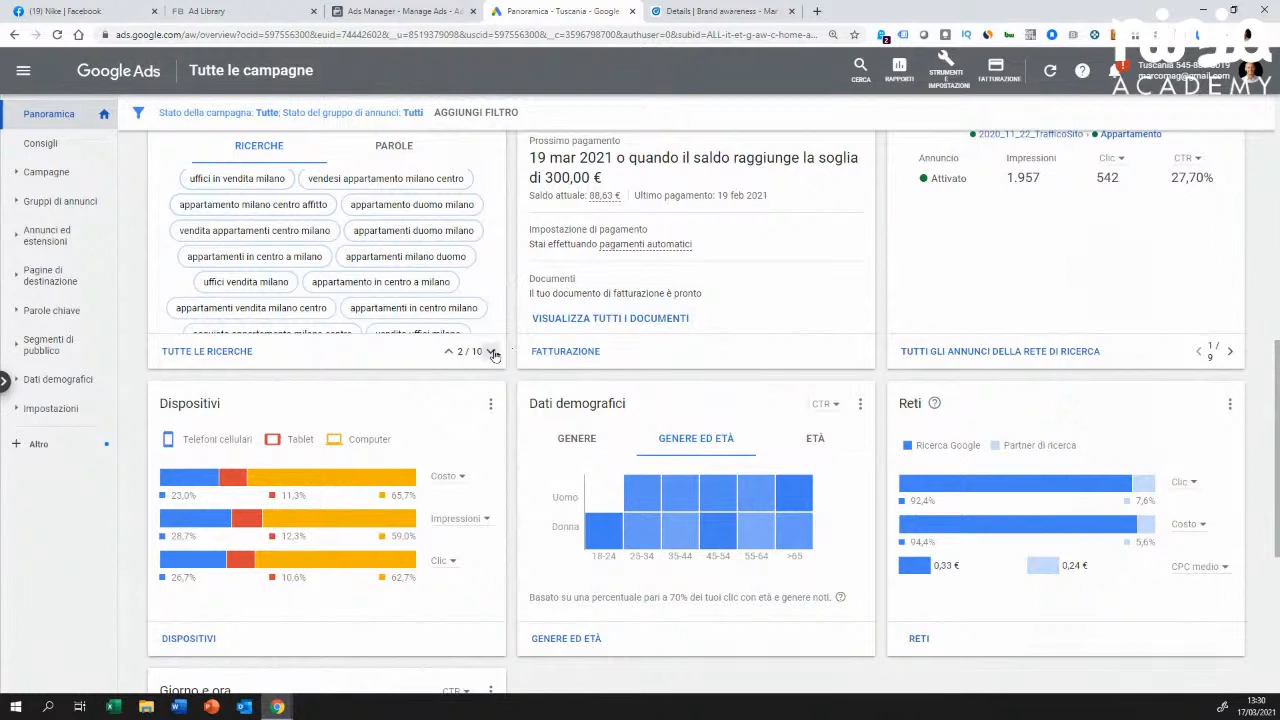 (19) Nike | Facebook
Ad Library
Ads Manager - Manage Ads - Ad
Panoramica - Tuscania - Google
Details | Brand awareness - Mar
ads.google.com/aw/overview?ocid=597556300&euid=744426602&__u=8519379098&uscid=597556300&__c=3596798700&authuser=0&subid=ALL-it-et-g-aw-c-home-a...
Google Ads
Tutte le campagne
CERCA
RAPPORTI
STRUMENTI E IMPOSTAZIONI
FATTURAZIONE
ACADEMY
marcomag@gmail.com
Panoramica
Consigli
Campagne
Gruppi di annunci
Annunci ed
estensioni
Pagine di
destinazione
Parole chiave
Segmenti di
pubblico
Dati demografici
Impostazioni
Altro
Stato della campagna: Tutte; Stato del gruppo di annunci: Tutti
AGGIUNGI FILTRO
RICERCHE
PAROLE
uffici in vendita milano
vendesi appartamento milano centro
appartamento milano centro affitto
appartamento duomo milano
vendita appartamenti centro milano
appartamenti duomo milano
appartamenti in centro a milano
appartamenti milano duomo
uffici vendita milano
appartamento in centro a milano
appartamenti vendita milano centro
appartamenti in centro milano
TUTTE LE RICERCHE
2 / 10
Prossimo pagamento
19 mar 2021 o quando il saldo raggiunge la soglia
di 300,00 €
Saldo attuale: 88,63 €
Ultimo pagamento: 19 feb 2021
Impostazione di pagamento
Stai effettuando pagamenti automatici
Documenti
Il tuo documento di fatturazione è pronto
VISUALIZZA TUTTI I DOCUMENTI
FATTURAZIONE
2020_11_22_TrafficoSito › Appartamento
Annuncio
Impressioni
Clic
CTR
Attivato
1.957
542
27,70%
TUTTI GLI ANNUNCI DELLA RETE DI RICERCA
1 /
9
Dispositivi
Telefoni cellulari
Tablet
Computer
Costo
23,0%
11,3%
65,7%
Impressioni
28,7%
12,3%
59,0%
Clic
26,7%
10,6%
62,7%
DISPOSITIVI
Dati demografici
CTR
GENERE
GENERE ED ETÀ
ETÀ
Uomo
Donna
18-24
25-34
35-44
45-54
55-64
>65
Basato su una percentuale pari a 70% dei tuoi clic con età e genere noti.
GENERE ED ETÀ
Reti
Ricerca Google
Partner di ricerca
Clic
92,4%
7,6%
Costo
94,4%
5,6%
0,33 €
0,24 €
CPC medio
RETI
Giorno e ora
CTR
13:30
17/03/2021